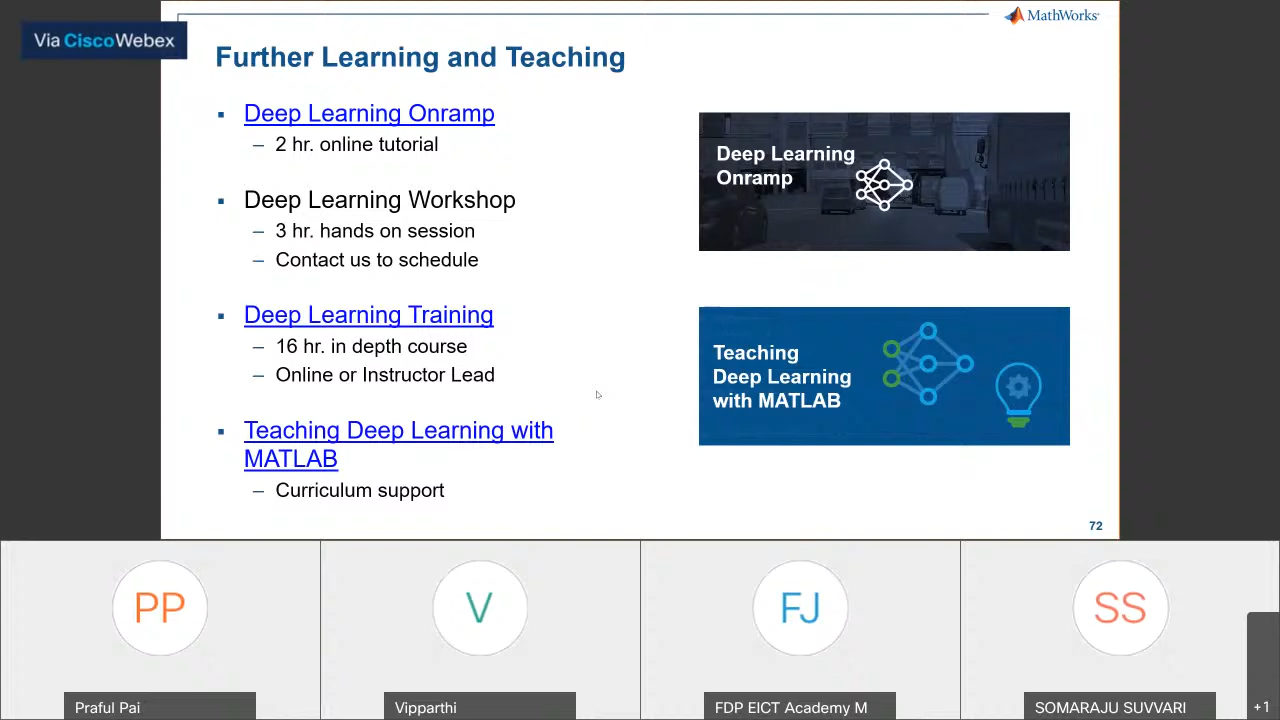 Via Cisco Webex
MathWorks
Further Learning and Teaching
▪ Deep Learning Onramp
– 2 hr. online tutorial
▪ Deep Learning Workshop
– 3 hr. hands on session
– Contact us to schedule
▪ Deep Learning Training
– 16 hr. in depth course
– Online or Instructor Lead
▪ Teaching Deep Learning with
MATLAB
– Curriculum support
Deep Learning
Onramp
Teaching
Deep Learning
with MATLAB
72
PP
V
FJ
SS
Praful Pai
Vipparthi
FDP EICT Academy M
SOMARAJU SUVVARI
+1